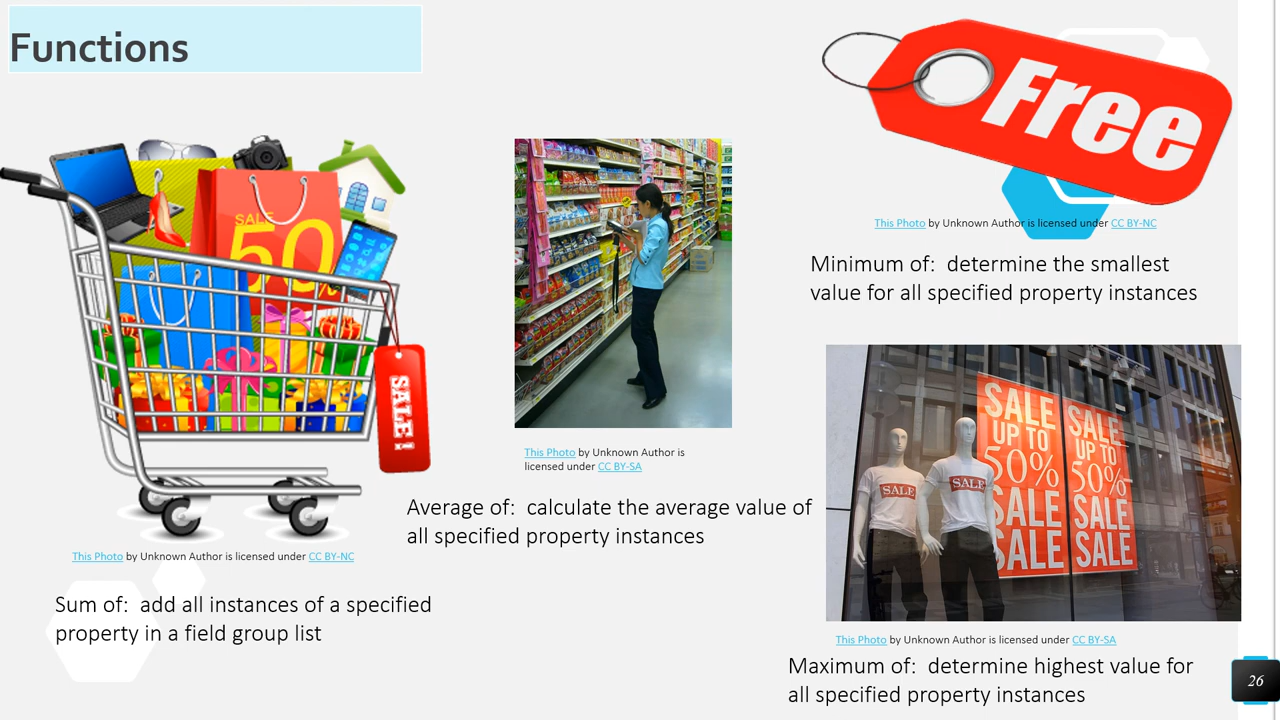 Functions
Free
SALE
50%
SALE!
This Photo by Unknown Author is licensed under CC BY-NC
Sum of:  add all instances of a specified
property in a field group list
This Photo by Unknown Author is
licensed under CC BY-SA
Average of:  calculate the average value of
all specified property instances
This Photo by Unknown Author is licensed under CC BY-NC
Minimum of:  determine the smallest
value for all specified property instances
SALE
UP TO
50%
SALE
SALE
SALE
UP TO
50%
SALE
SALE
SALE
SALE
This Photo by Unknown Author is licensed under CC BY-SA
Maximum of:  determine highest value for
all specified property instances
26